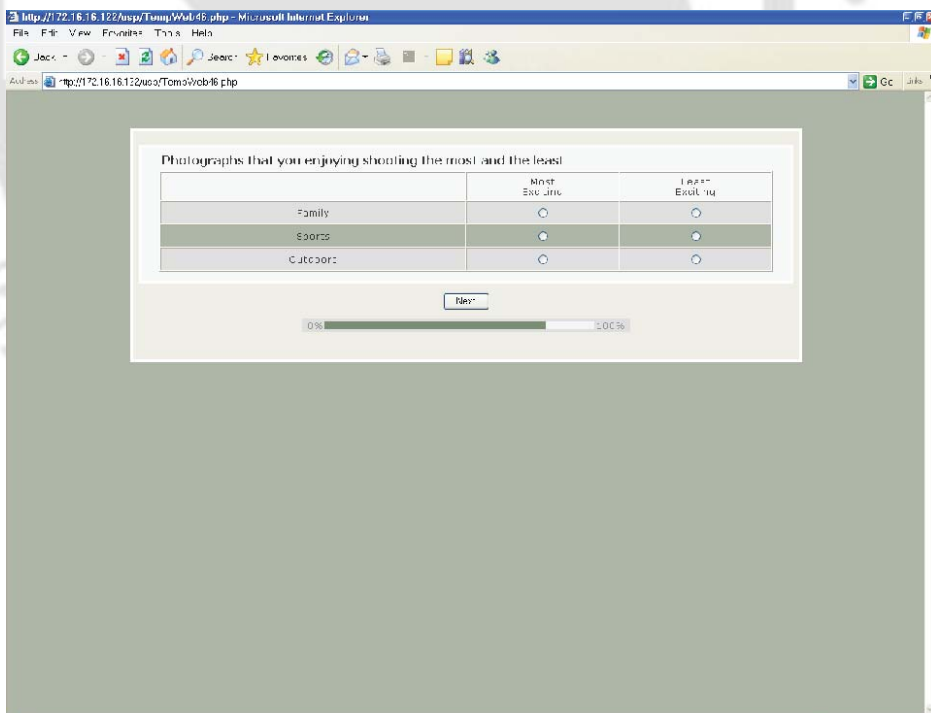 http://172.16.16.122/usp/TempWeb46.php - Microsoft Internet Explorer
File Edit View Favorites Tools Help
Back Search Favorites
Address http://172.16.16.122/usp/TempWeb46.php Go Links
Photographs that you enjoying shooting the most and the least
Most Least
Exciting Exciting
Family
Sports
Outdoors
Next
0% 100%